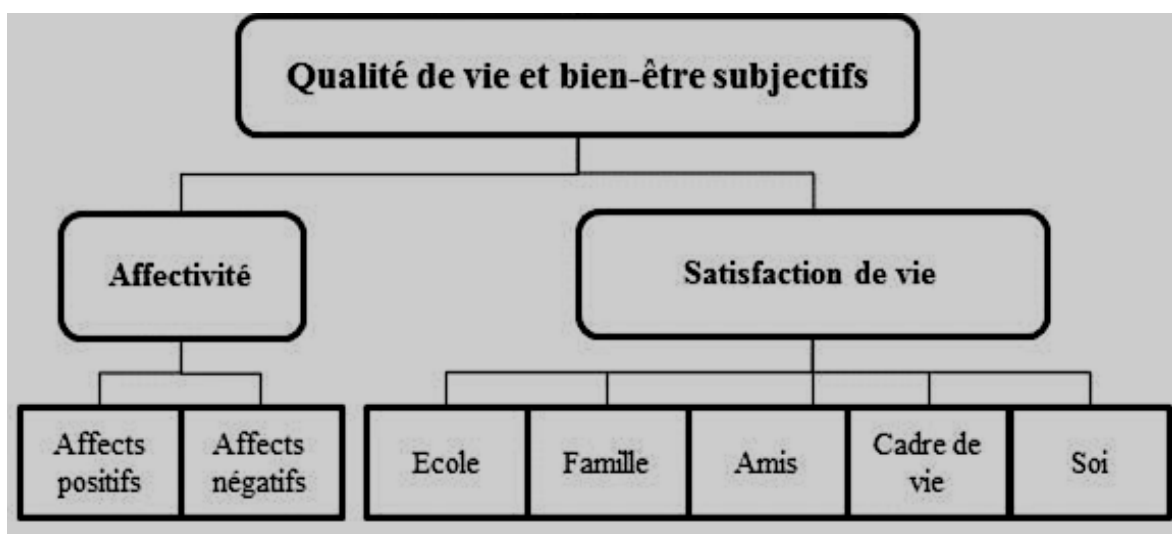 Qualité de vie et bien-être subjectifs
Affectivité
Satisfaction de vie
Affects
positifs
Affects
négatifs
Ecole
Famille
Amis
Cadre de
vie
Soi